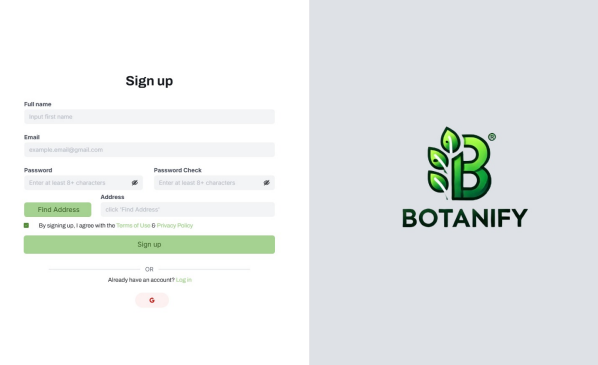 Sign up
Full name
Input first name
Email
example.email@gmail.com
Password
Password Check
Enter at least 8+ characters
Enter at least 8+ characters
Address
Find Address
click 'Find Address'
By signing up, I agree with the Terms of Use & Privacy Policy
Sign up
OR
Already have an account? Log in
G
B®
BOTANIFY